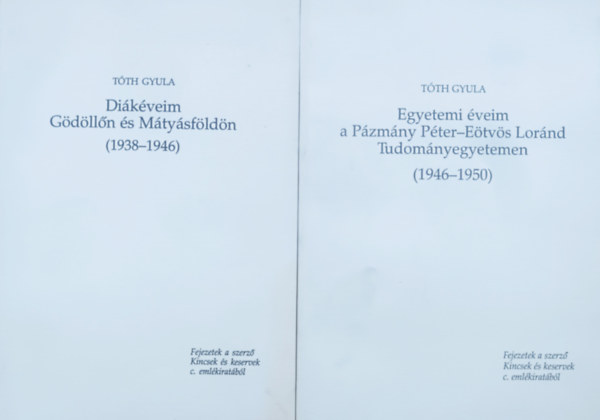 TÓTH GYULA
Diákéveim
Gödöllőn és Mátyásföldön
(1938–1946)
Fejezetek a szerző
Kincsek és keservek
c. emlékiratából
TÓTH GYULA
Egyetemi éveim
a Pázmány Péter–Eötvös Loránd
Tudományegyetemen
(1946–1950)
Fejezetek a szerző
Kincsek és keservek
c. emlékiratából